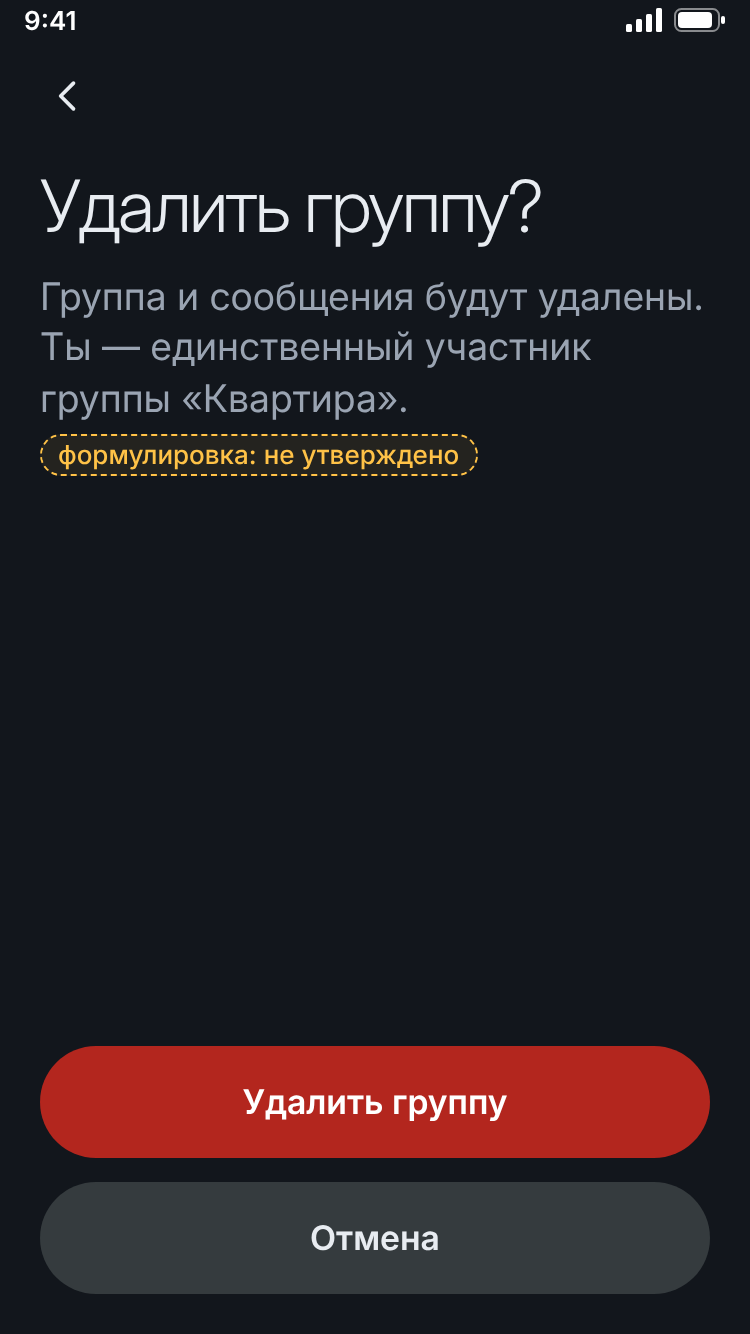 9:41
Удалить группу?
Группа и сообщения будут удалены.
Ты — единственный участник
группы «Квартира».
формулировка: не утверждено
Удалить группу
Отмена